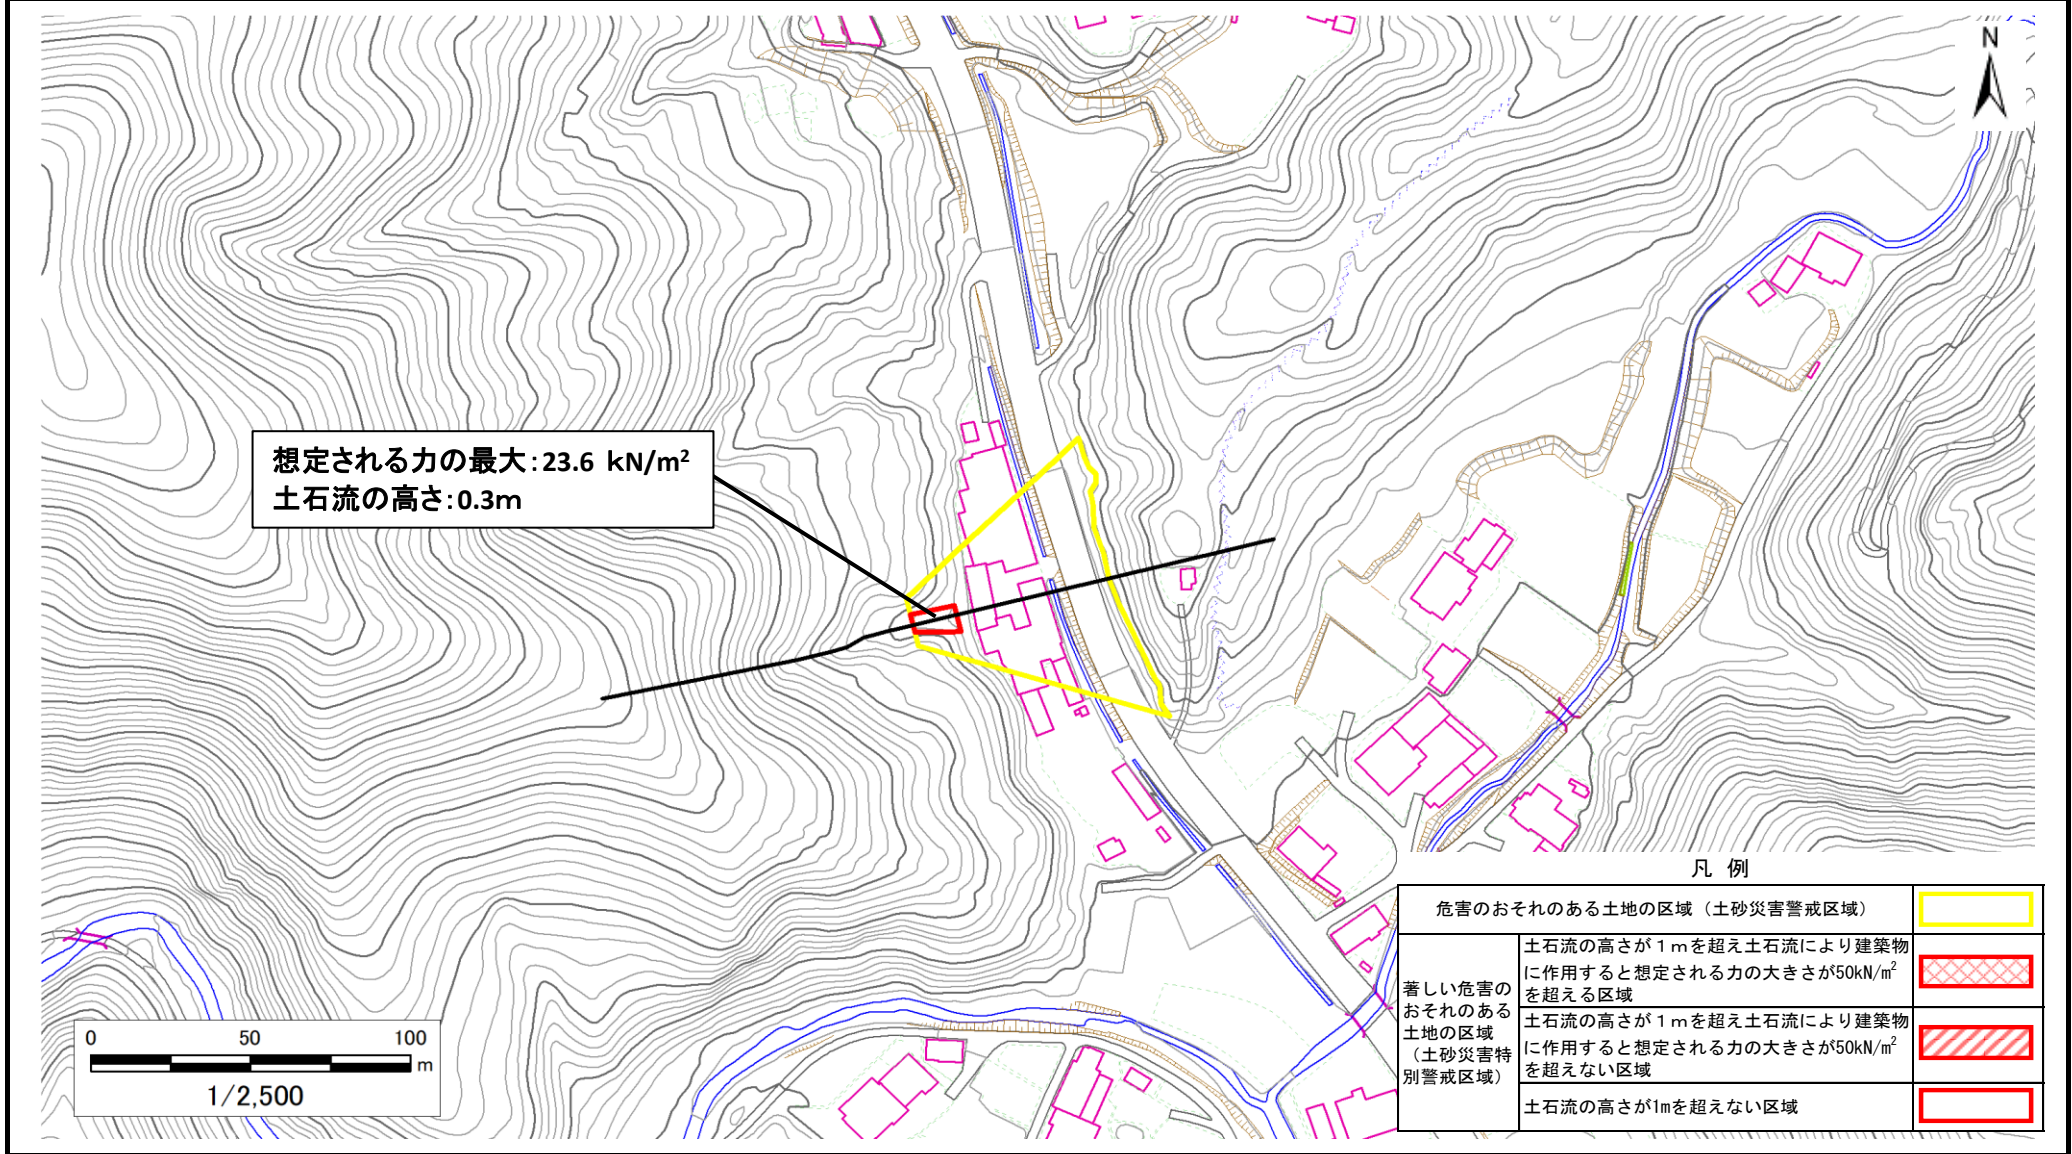 N
想定される力の最大：23.6 kN/m²
土石流の高さ：0.3m
凡 例
危害のおそれのある土地の区域（土砂災害警戒区域）
著しい危害の
おそれのある
土地の区域
（土砂災害特
別警戒区域）
土石流の高さが１ｍを超え土石流により建築物
に作用すると想定される力の大きさが50kN/m²
を超える区域
土石流の高さが１ｍを超え土石流により建築物
に作用すると想定される力の大きさが50kN/m²
を超えない区域
土石流の高さが1mを超えない区域
0 50 100
m
1/2,500